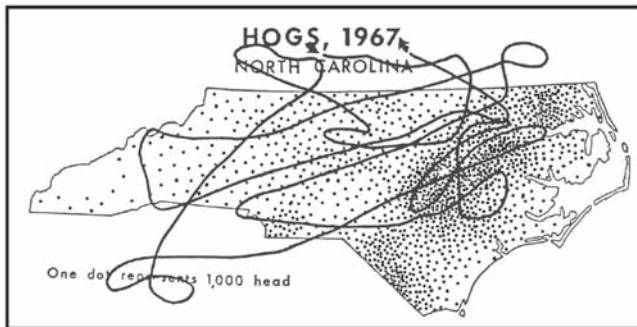 HOGS, 1967
NORTH CAROLINA
One dot represents 1,000 head